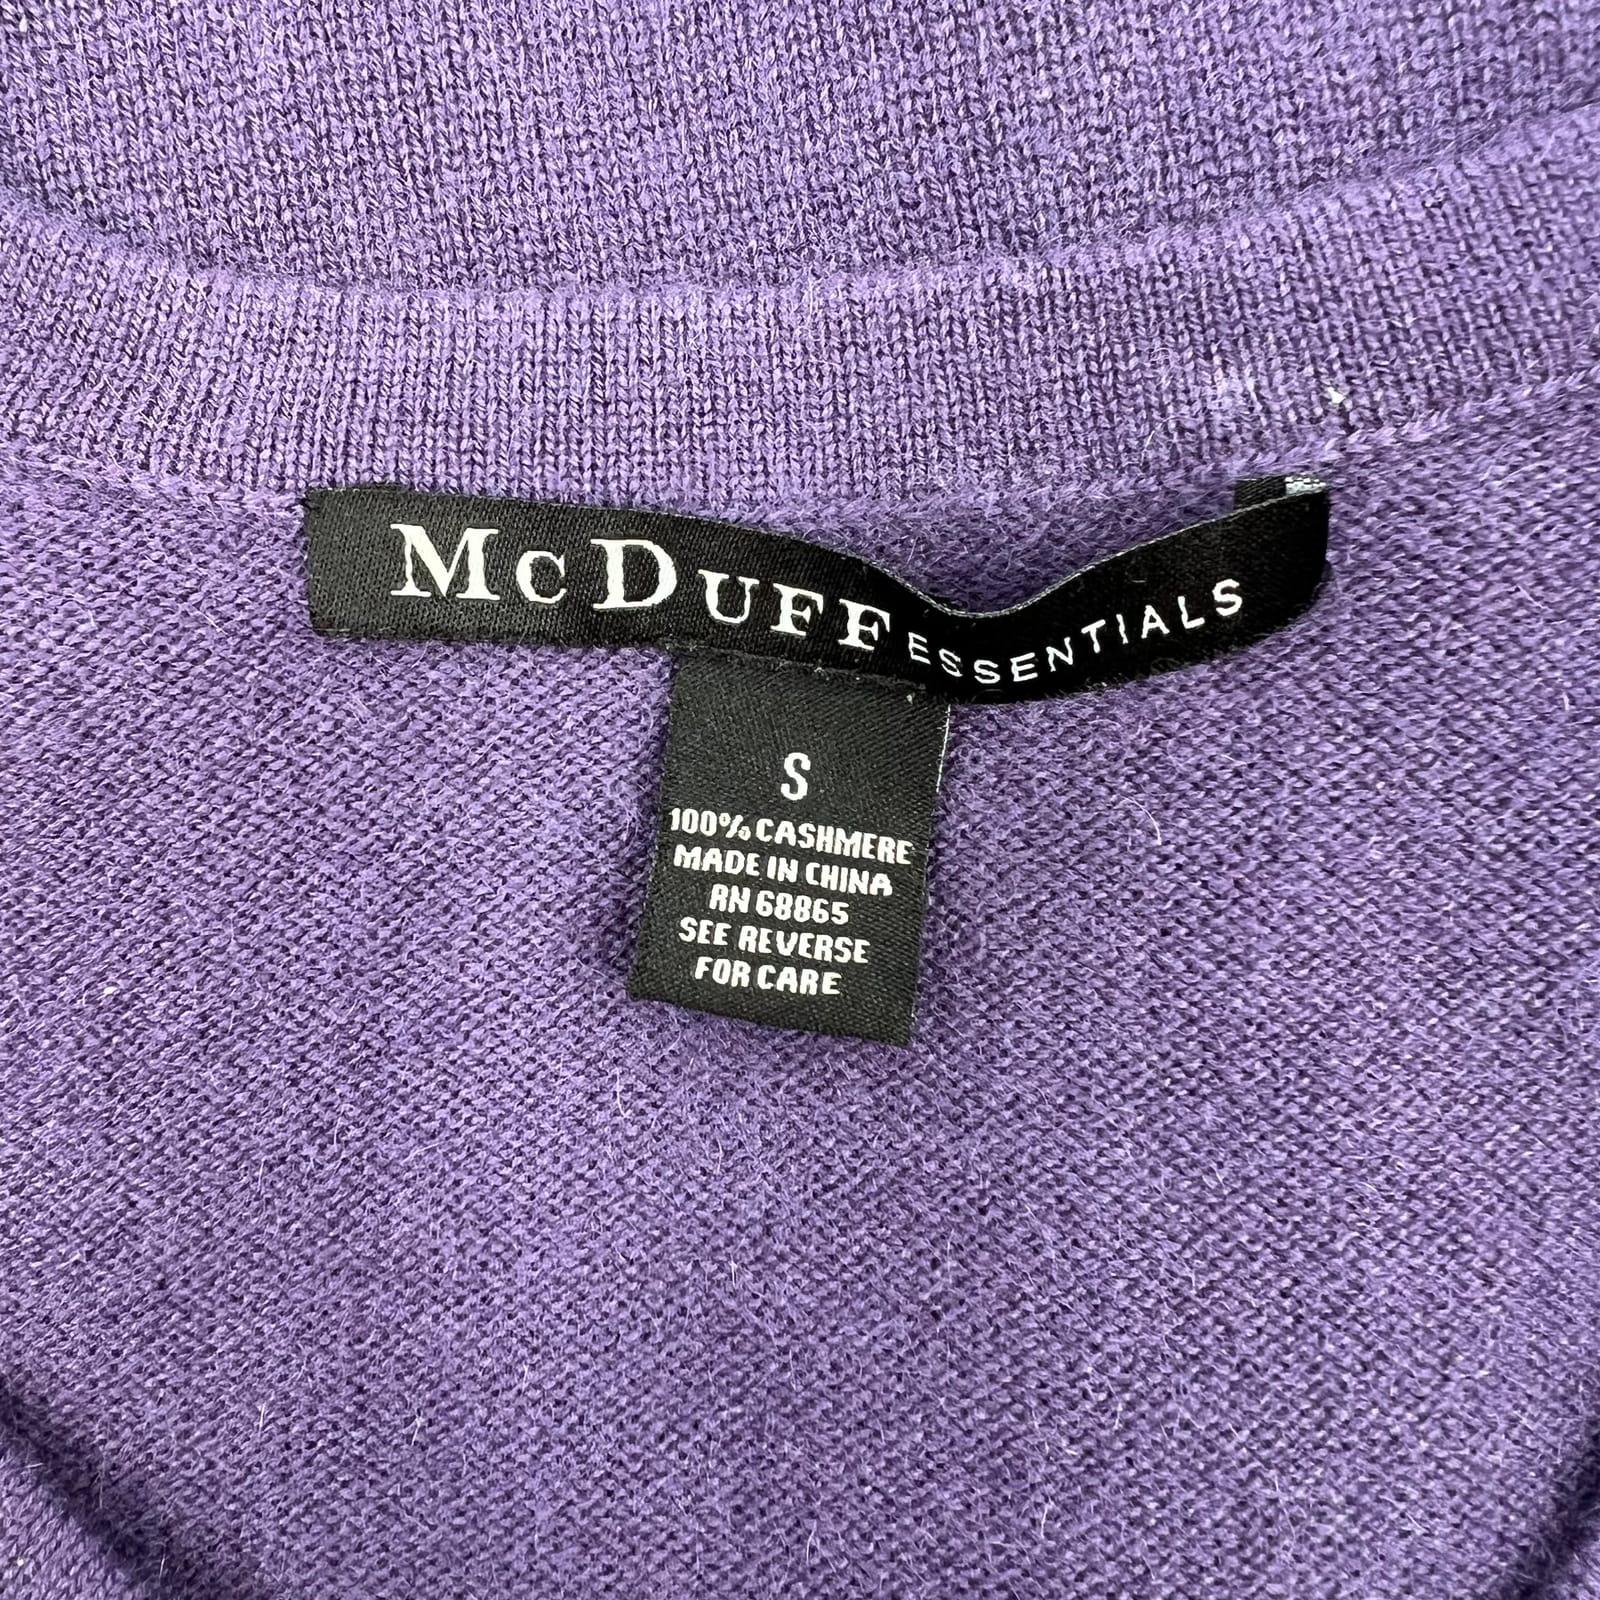 McDUFF ESSENTIALS
S
100% CASHMERE
MADE IN CHINA
RN 68865
SEE REVERSE
FOR CARE